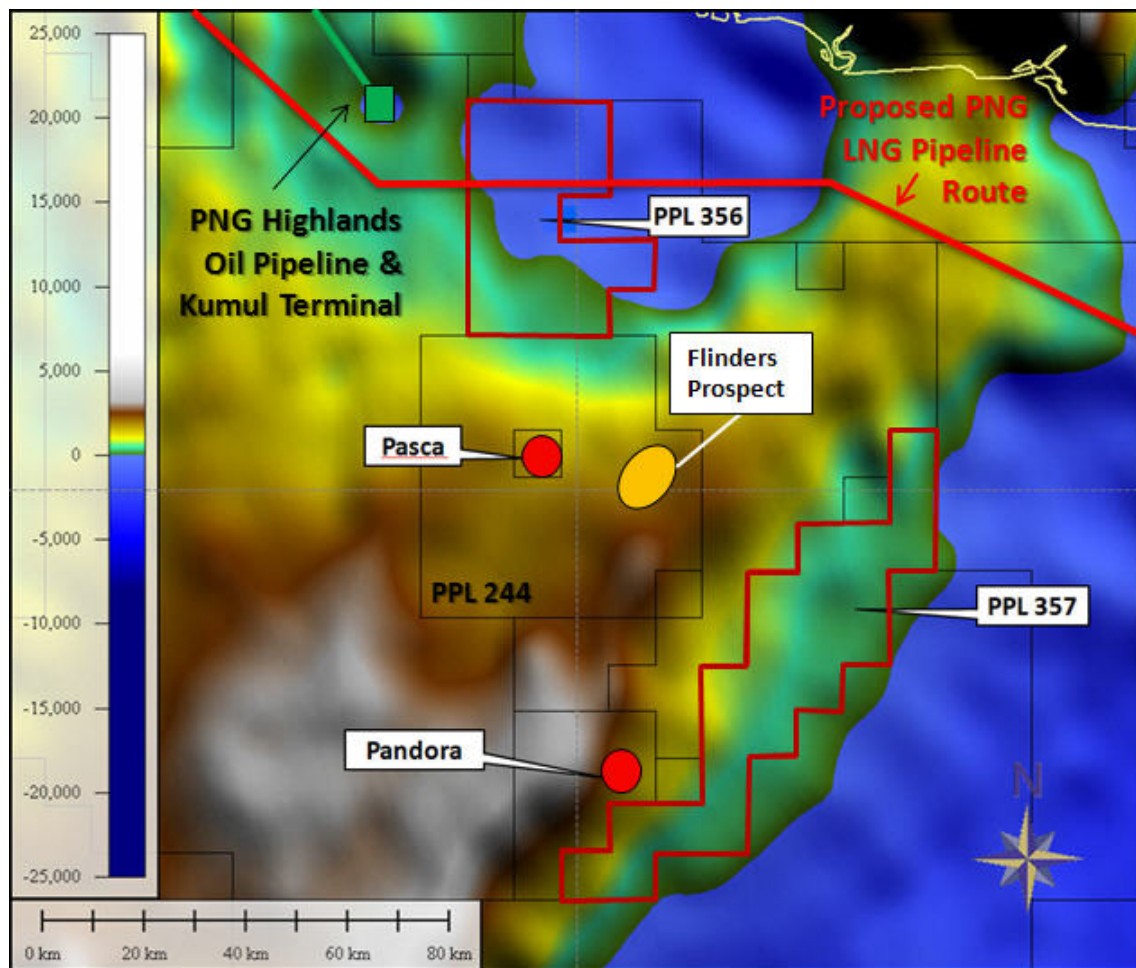 25,000
20,000
15,000
10,000
5,000
0
-5,000
-10,000
-15,000
-20,000
-25,000
Proposed PNG
LNG Pipeline
Route
PNG Highlands
Oil Pipeline &
Kumul Terminal
PPL 356
Flinders
Prospect
Pasca
PPL 244
PPL 357
Pandora
N
0 km
20 km
40 km
60 km
80 km